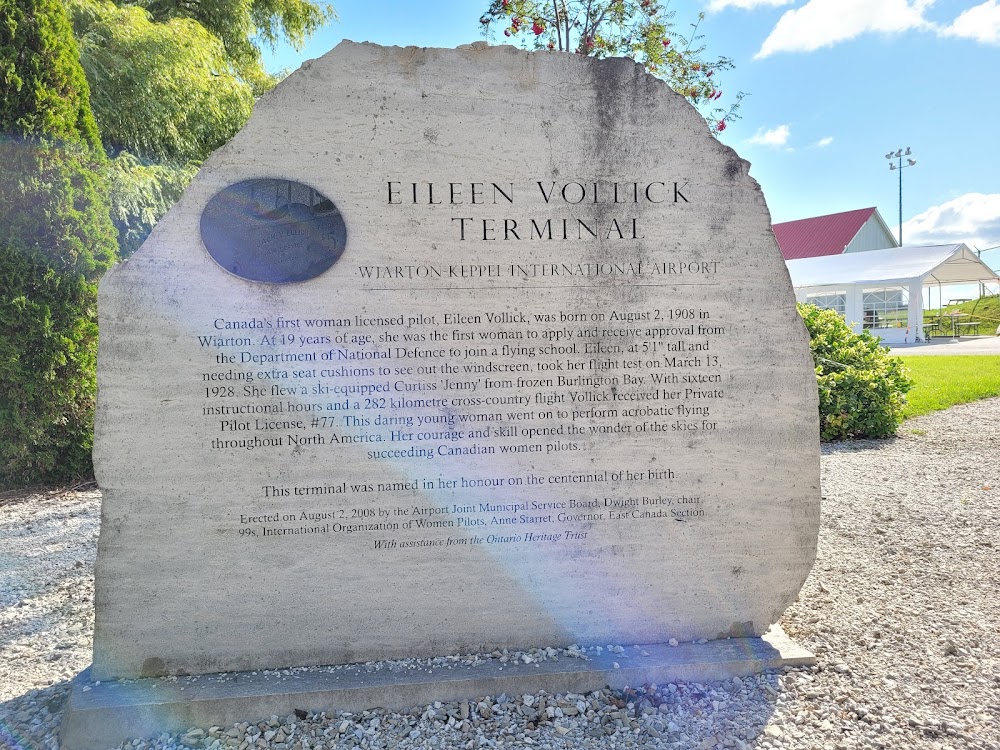 EILEEN VOLLICK
TERMINAL
WIARTON-KEPPEL INTERNATIONAL AIRPORT
Canada's first woman licensed pilot, Eileen Vollick, was born on August 2, 1908 in
Wiarton. At 19 years of age, she was the first woman to apply and receive approval from
the Department of National Defence to join a flying school. Eileen, at 5'1" tall and
needing extra seat cushions to see out the windscreen, took her flight test on March 13,
1928. She flew a ski-equipped Curtiss 'Jenny' from frozen Burlington Bay. With sixteen
instructional hours and a 282 kilometre cross-country flight Vollick received her Private
Pilot License, #77. This daring young woman went on to perform acrobatic flying
throughout North America. Her courage and skill opened the wonder of the skies for
succeeding Canadian women pilots.
This terminal was named in her honour on the centennial of her birth.
Erected on August 2, 2008 by the Airport Joint Municipal Service Board, Dwight Burley, chair
99s, International Organization of Women Pilots, Anne Starret, Governor, East Canada Section
With assistance from the Ontario Heritage Trust